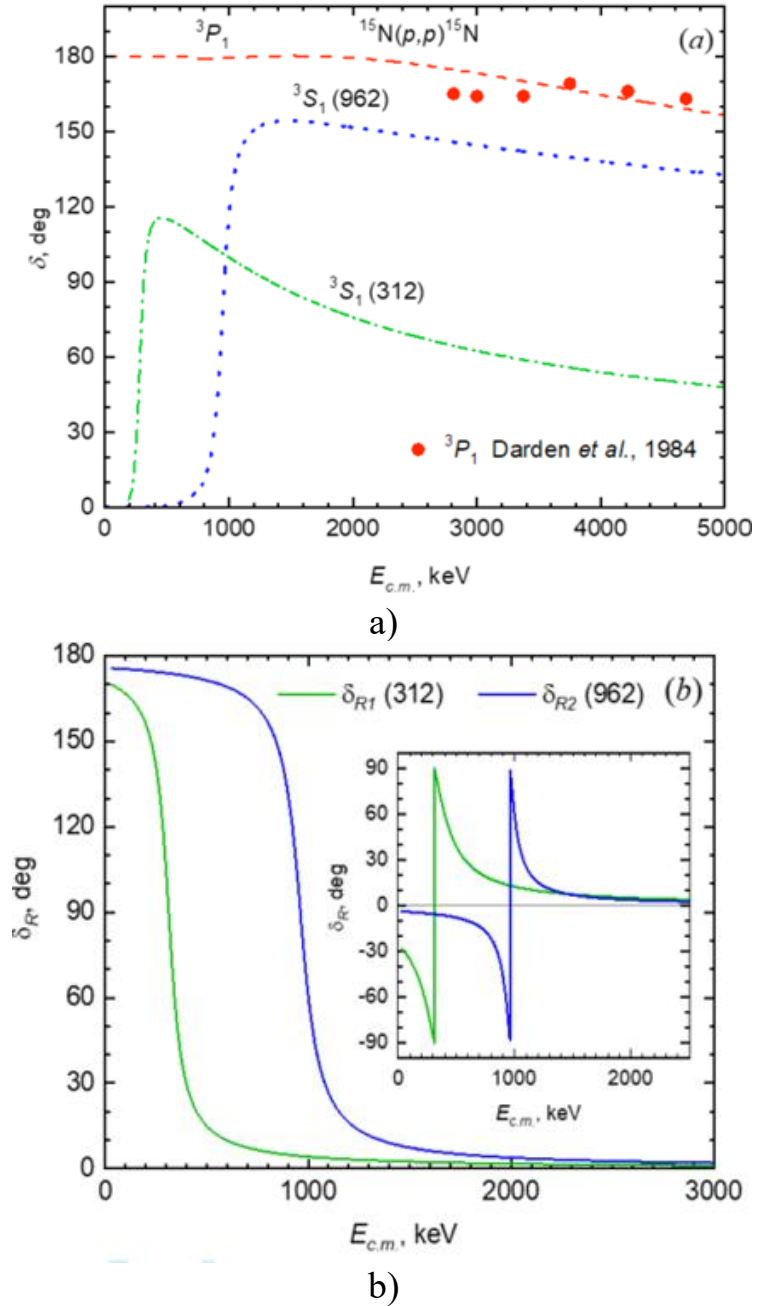 ³P₁ ¹⁵N(p,p)¹⁵N (a)
180
³S₁ (962)
150
120
δ, deg
90
³S₁ (312)
60
30
³P₁ Darden et al., 1984
0
0 1000 2000 3000 4000 5000
E_c.m., keV
a)
180
δ_R1 (312) δ_R2 (962) (b)
150
120
δ_R, deg
90
60
30
0
90
60
30
δ_R, deg
0
-30
-60
-90
0 1000 2000
E_c.m., keV
0 1000 2000 3000
E_c.m., keV
b)